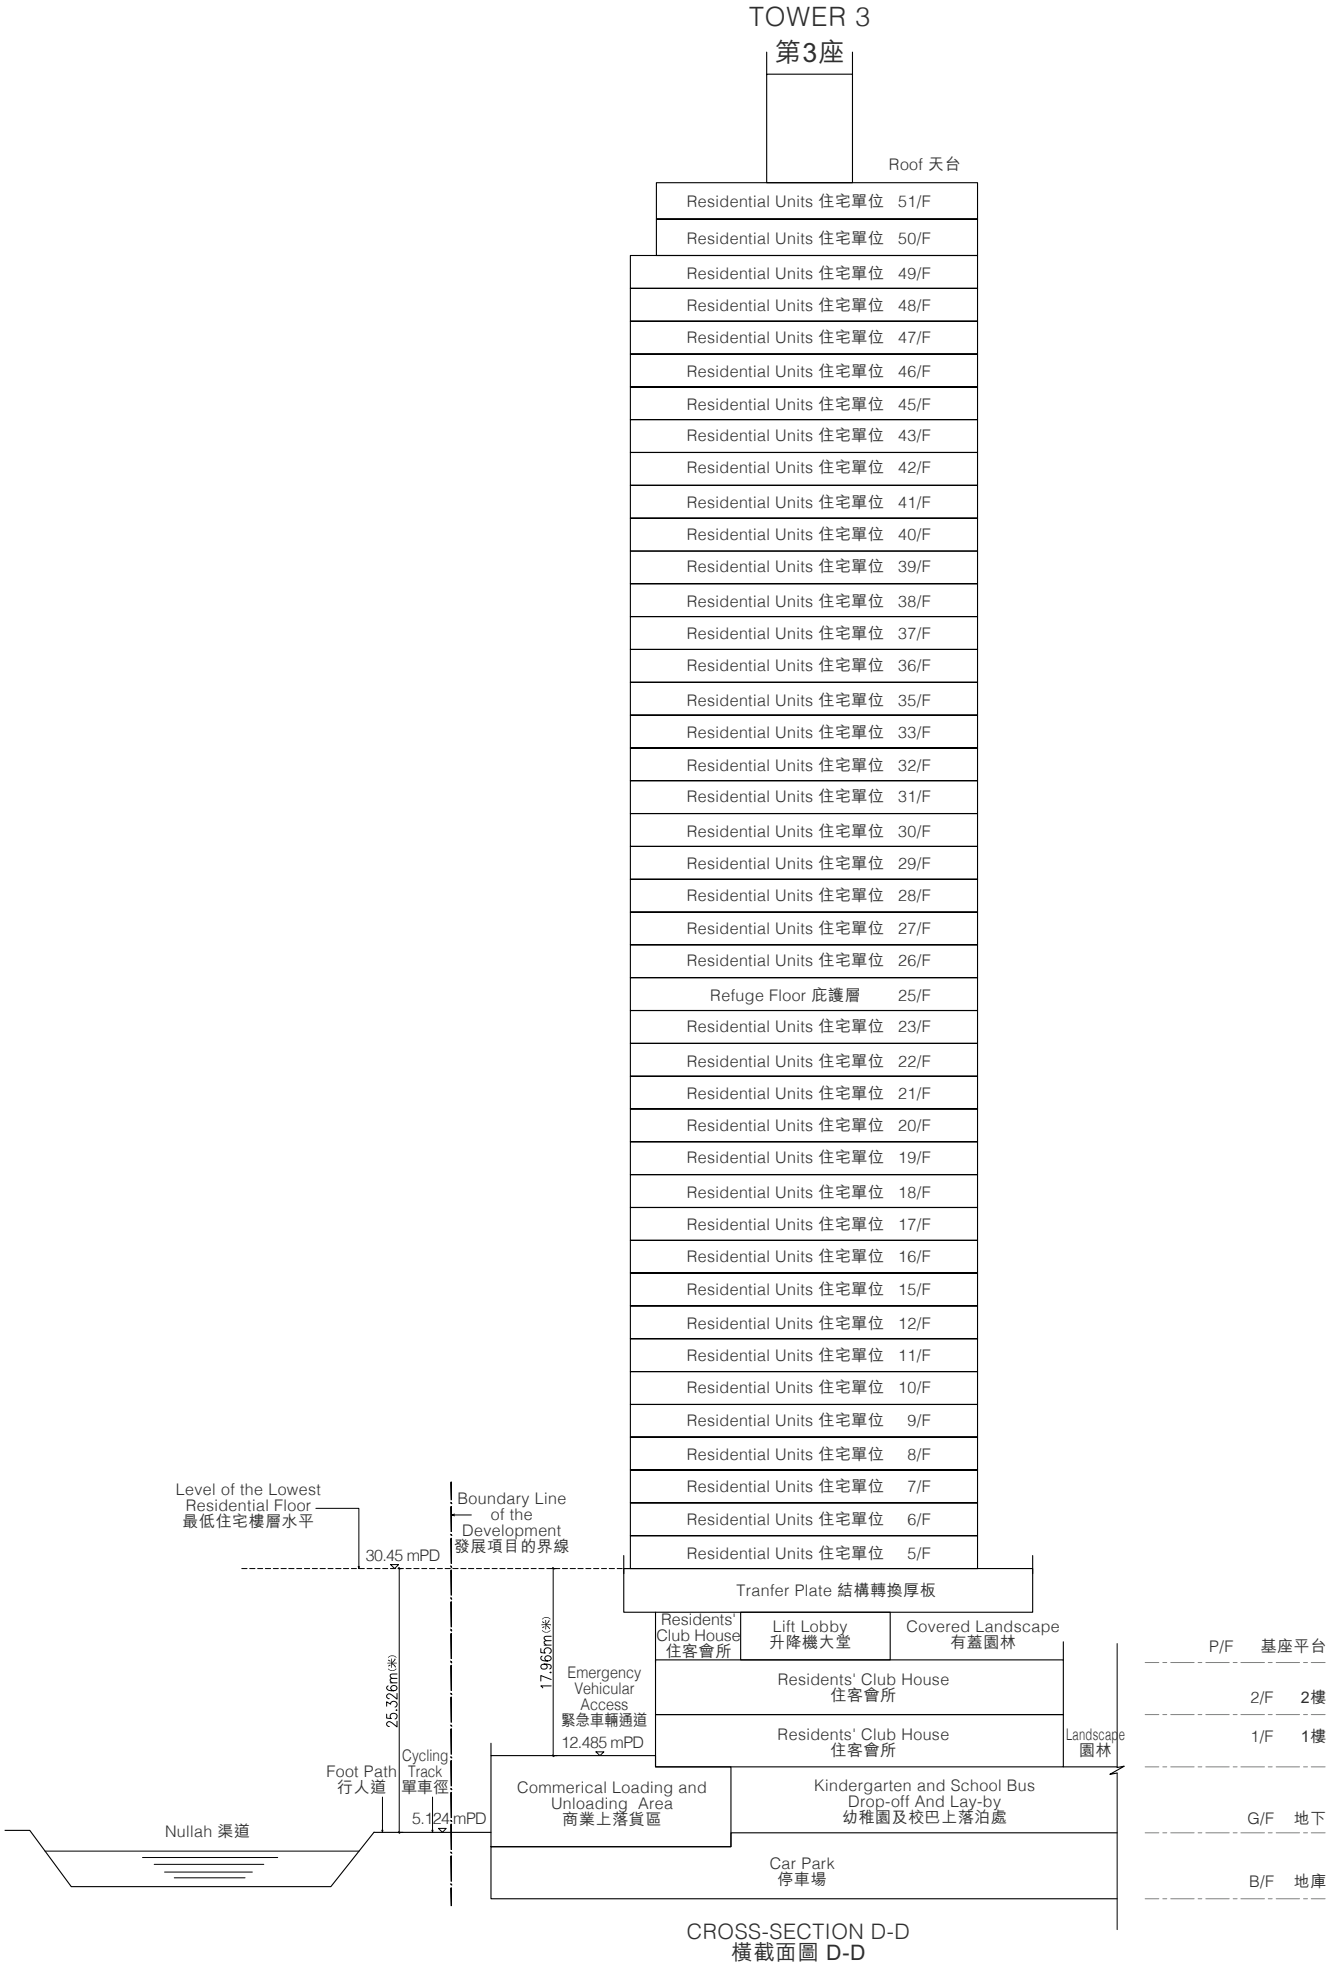 TOWER 3
第3座
Roof 天台
Residential Units 住宅單位 51/F
Residential Units 住宅單位 50/F
Residential Units 住宅單位 49/F
Residential Units 住宅單位 48/F
Residential Units 住宅單位 47/F
Residential Units 住宅單位 46/F
Residential Units 住宅單位 45/F
Residential Units 住宅單位 43/F
Residential Units 住宅單位 42/F
Residential Units 住宅單位 41/F
Residential Units 住宅單位 40/F
Residential Units 住宅單位 39/F
Residential Units 住宅單位 38/F
Residential Units 住宅單位 37/F
Residential Units 住宅單位 36/F
Residential Units 住宅單位 35/F
Residential Units 住宅單位 33/F
Residential Units 住宅單位 32/F
Residential Units 住宅單位 31/F
Residential Units 住宅單位 30/F
Residential Units 住宅單位 29/F
Residential Units 住宅單位 28/F
Residential Units 住宅單位 27/F
Residential Units 住宅單位 26/F
Refuge Floor 庇護層 25/F
Residential Units 住宅單位 23/F
Residential Units 住宅單位 22/F
Residential Units 住宅單位 21/F
Residential Units 住宅單位 20/F
Residential Units 住宅單位 19/F
Residential Units 住宅單位 18/F
Residential Units 住宅單位 17/F
Residential Units 住宅單位 16/F
Residential Units 住宅單位 15/F
Residential Units 住宅單位 12/F
Residential Units 住宅單位 11/F
Residential Units 住宅單位 10/F
Residential Units 住宅單位 9/F
Residential Units 住宅單位 8/F
Residential Units 住宅單位 7/F
Residential Units 住宅單位 6/F
Residential Units 住宅單位 5/F
Level of the Lowest
Residential Floor
最低住宅樓層水平
Boundary Line
of the
Development
發展項目的界線
30.45 mPD
Tranfer Plate 結構轉換厚板
Residents'
Club House
住客會所
Lift Lobby
升降機大堂
Covered Landscape
有蓋園林
P/F 基座平台
17.965m(米)
25.326m(米)
Emergency
Vehicular
Access
緊急車輛通道
12.485 mPD
Residents' Club House
住客會所
2/F 2樓
Residents' Club House
住客會所
Landscape
園林
1/F 1樓
Foot Path
行人道
Cycling
Track
單車徑
5.124 mPD
Commerical Loading and
Unloading Area
商業上落貨區
Kindergarten and School Bus
Drop-off And Lay-by
幼稚園及校巴上落泊處
G/F 地下
Nullah 渠道
Car Park
停車場
B/F 地庫
CROSS-SECTION D-D
橫截面圖 D-D